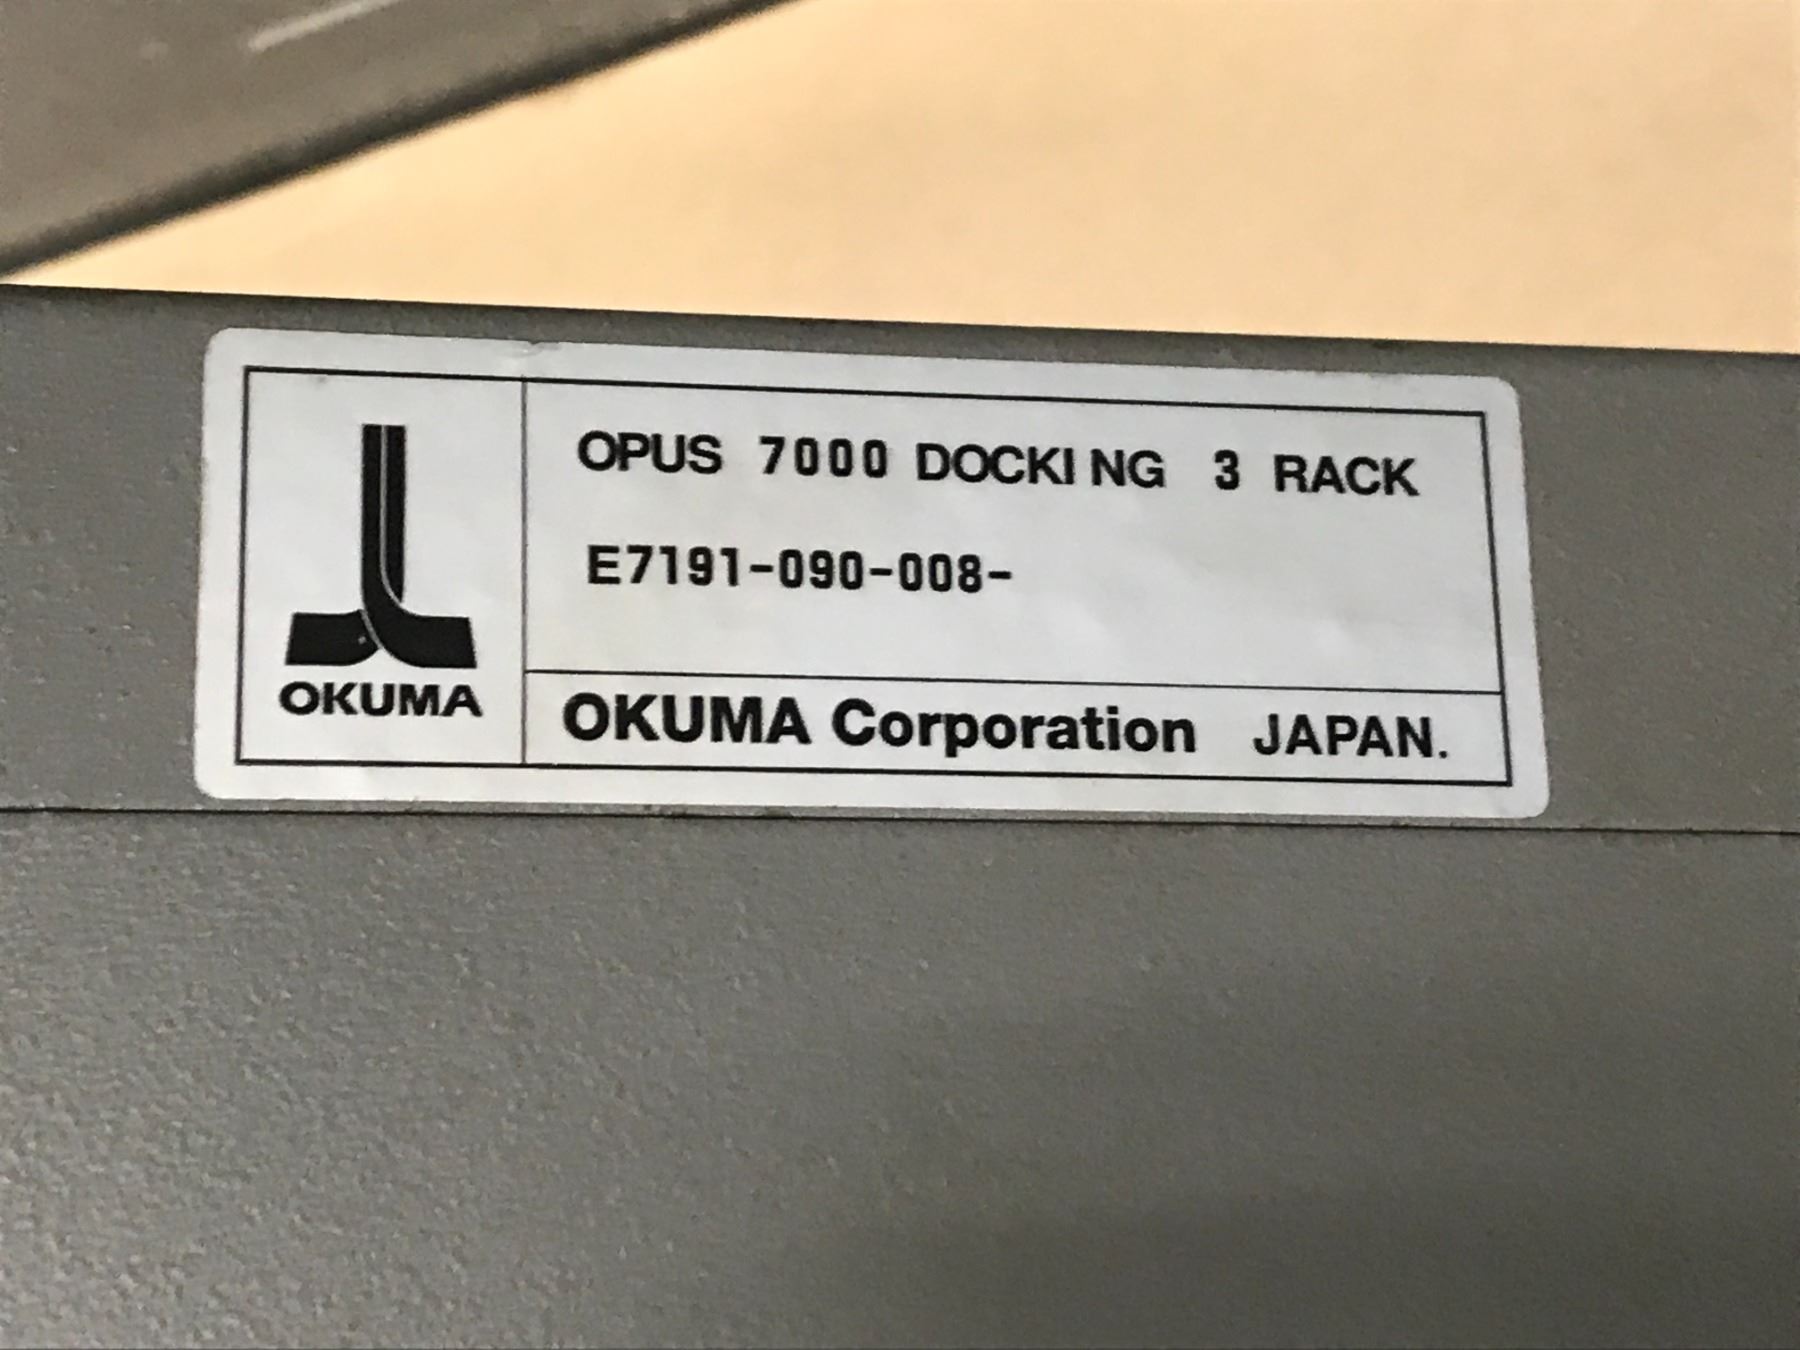 OPUS 7000 DOCKING 3 RACK
E7191-090-008-
OKUMA
OKUMA Corporation JAPAN.